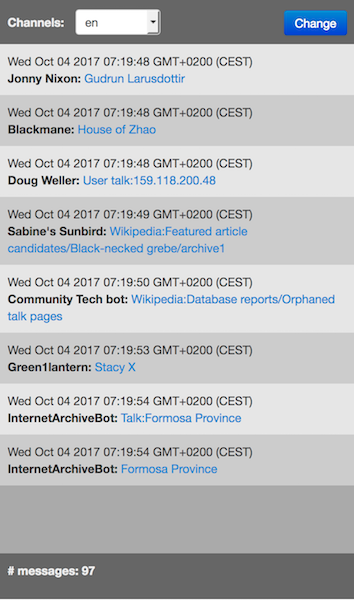 Channels: en Change
Wed Oct 04 2017 07:19:48 GMT+0200 (CEST)
Jonny Nixon: Gudrun Larusdottir
Wed Oct 04 2017 07:19:48 GMT+0200 (CEST)
Blackmane: House of Zhao
Wed Oct 04 2017 07:19:48 GMT+0200 (CEST)
Doug Weller: User talk:159.118.200.48
Wed Oct 04 2017 07:19:49 GMT+0200 (CEST)
Sabine's Sunbird: Wikipedia:Featured article
candidates/Black-necked grebe/archive1
Wed Oct 04 2017 07:19:50 GMT+0200 (CEST)
Community Tech bot: Wikipedia:Database reports/Orphaned
talk pages
Wed Oct 04 2017 07:19:53 GMT+0200 (CEST)
Green1lantern: Stacy X
Wed Oct 04 2017 07:19:54 GMT+0200 (CEST)
InternetArchiveBot: Talk:Formosa Province
Wed Oct 04 2017 07:19:54 GMT+0200 (CEST)
InternetArchiveBot: Formosa Province
# messages: 97